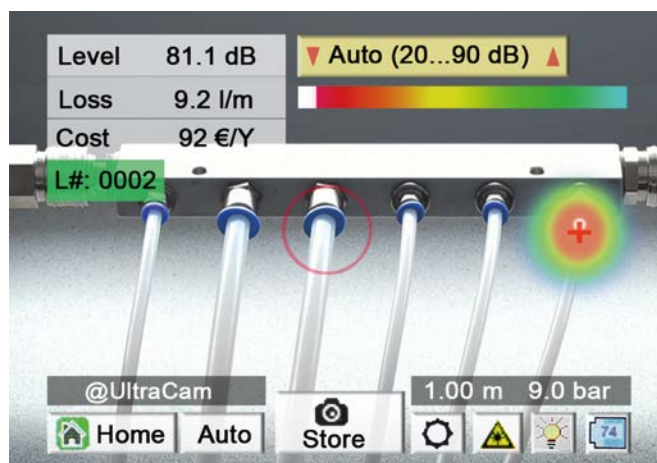 Level 81.1 dB
Auto (20...90 dB)
Loss 9.2 l/m
Cost 92 €/Y
L#: 0002
@UltraCam
1.00 m 9.0 bar
Home
Auto
Store
74